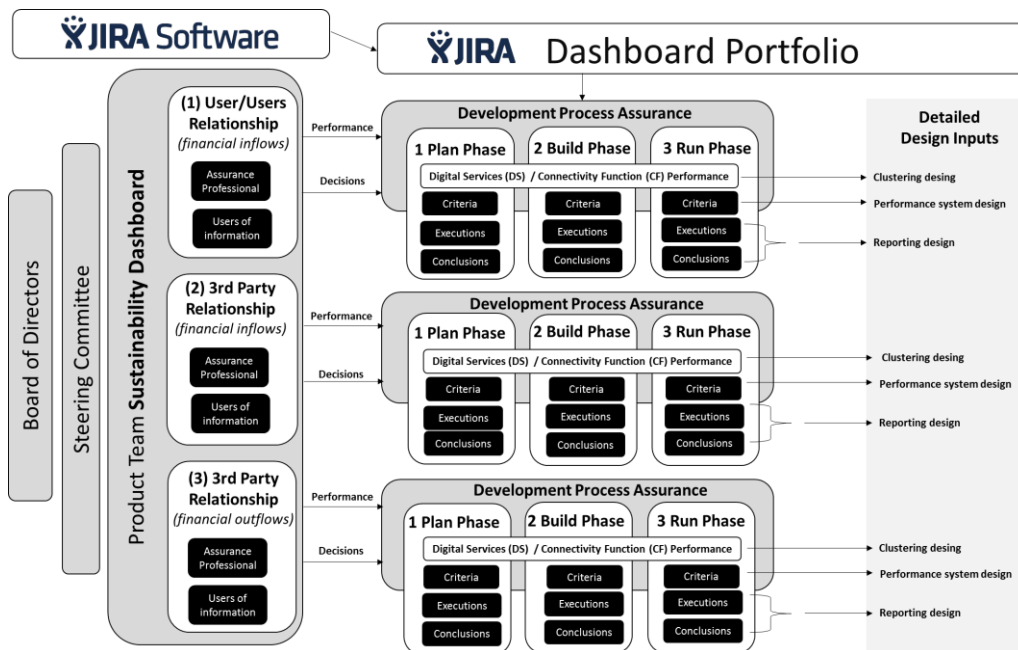 JIRA Software
JIRA Dashboard Portfolio
Board of Directors
Steering Committee
Product Team Sustainability Dashboard
(1) User/Users
Relationship
(financial inflows)
Assurance
Professional
Users of
information
Performance
Decisions
Development Process Assurance
1 Plan Phase
2 Build Phase
3 Run Phase
Digital Services (DS) / Connectivity Function (CF) Performance
Criteria
Criteria
Criteria
Executions
Executions
Executions
Conclusions
Conclusions
Conclusions
Detailed
Design Inputs
Clustering desing
Performance system design
Reporting design
(2) 3rd Party
Relationship
(financial inflows)
Assurance
Professional
Users of
information
Performance
Decisions
Development Process Assurance
1 Plan Phase
2 Build Phase
3 Run Phase
Digital Services (DS) / Connectivity Function (CF) Performance
Criteria
Criteria
Criteria
Executions
Executions
Executions
Conclusions
Conclusions
Conclusions
Clustering desing
Performance system design
Reporting design
(3) 3rd Party
Relationship
(financial outflows)
Assurance
Professional
Users of
information
Performance
Decisions
Development Process Assurance
1 Plan Phase
2 Build Phase
3 Run Phase
Digital Services (DS) / Connectivity Function (CF) Performance
Criteria
Criteria
Criteria
Executions
Executions
Executions
Conclusions
Conclusions
Conclusions
Clustering desing
Performance system design
Reporting design